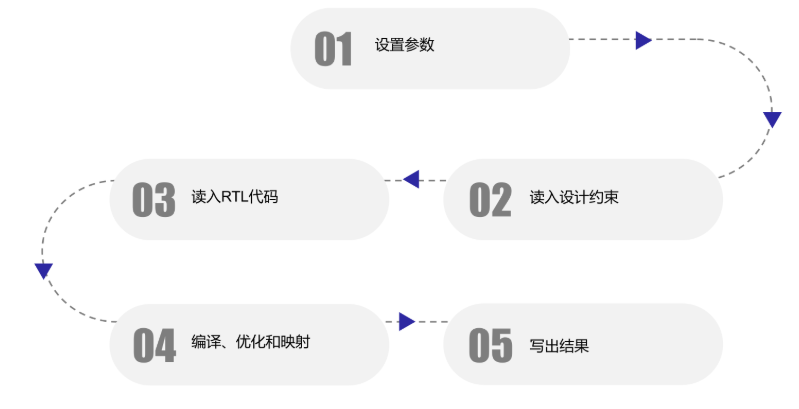 01 设置参数
02 读入设计约束
03 读入RTL代码
04 编译、优化和映射
05 写出结果